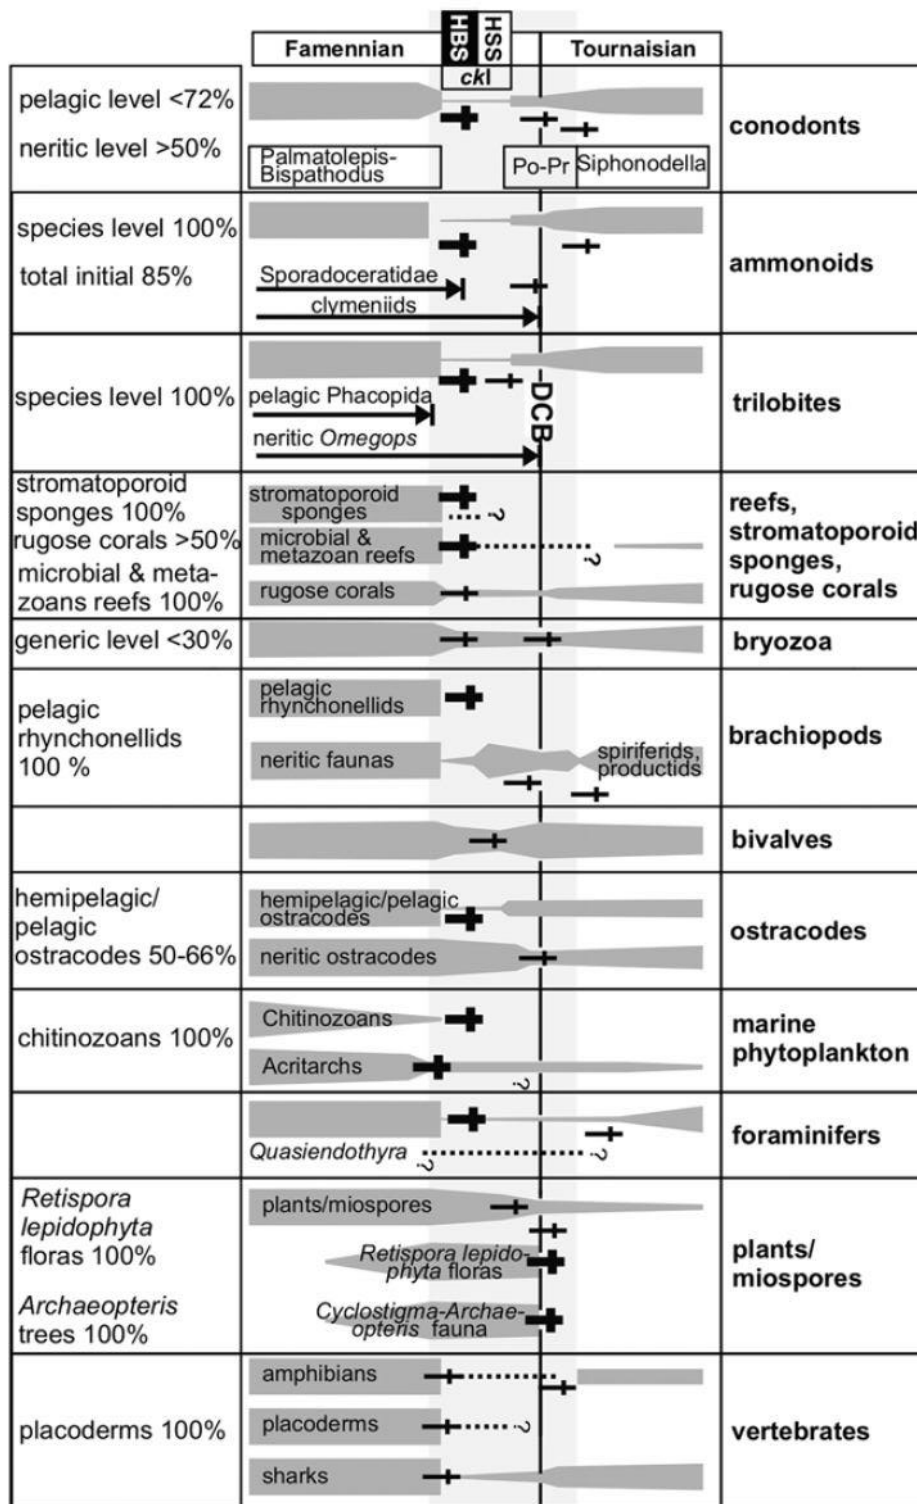 Famennian
HBS
HSS
Tournaisian
ckl
pelagic level <72%
neritic level >50%
Palmatolepis-
Bispathodus
Po-Pr
Siphonodella
conodonts
species level 100%
total initial 85%
Sporadoceratidae
clymeniids
ammonoids
species level 100%
pelagic Phacopida
neritic Omegops
DCB
trilobites
stromatoporoid
sponges 100%
rugose corals >50%
microbial & meta-
zoans reefs 100%
stromatoporoid
sponges
?
microbial &
metazoan reefs
?
rugose corals
reefs,
stromatoporoid
sponges,
rugose corals
generic level <30%
bryozoa
pelagic
rhynchonellids
100 %
pelagic
rhynchonellids
neritic faunas
spiriferids,
productids
brachiopods
bivalves
hemipelagic/
pelagic
ostracodes 50-66%
hemipelagic/pelagic
ostracodes
neritic ostracodes
ostracodes
chitinozoans 100%
Chitinozoans
Acritarchs
?
marine
phytoplankton
Quasiendothyra
?
?
foraminifers
Retispora
lepidophyta
floras 100%
Archaeopteris
trees 100%
plants/miospores
Retispora lepido-
phyta floras
Cyclostigma-Archae-
opteris fauna
plants/
miospores
placoderms 100%
amphibians
placoderms
?
sharks
vertebrates